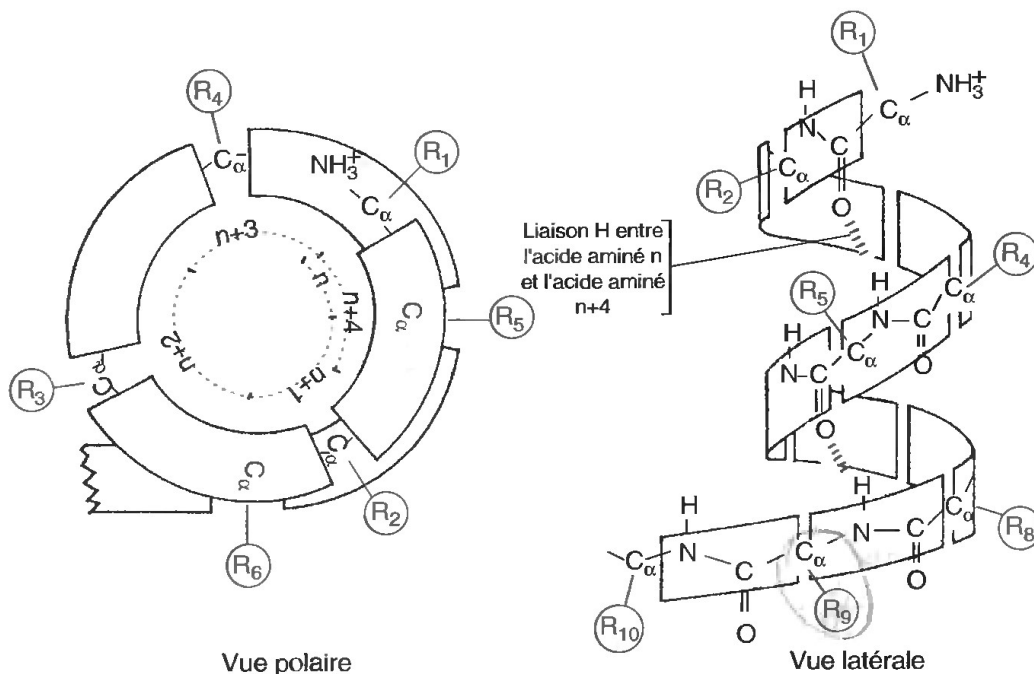 R₄
Cα
NH₃⁺
R₁
Cα
n+3
n
n+4
Cα
R₅
n+2
n+1
R₃
Cα
Cα
Cα
R₂
R₆
Vue polaire
R₁
H
NH₃⁺
N
C
Cα
Cα
R₂
O
Liaison H entre
l'acide aminé n
et l'acide aminé
n+4
H
R₄
R₅
Cα
N
C
H
Cα
O
N
C
O
H
H
N
C
Cα
R₈
N
Cα
Cα
C
O
R₁₀
R₉
O
Vue latérale